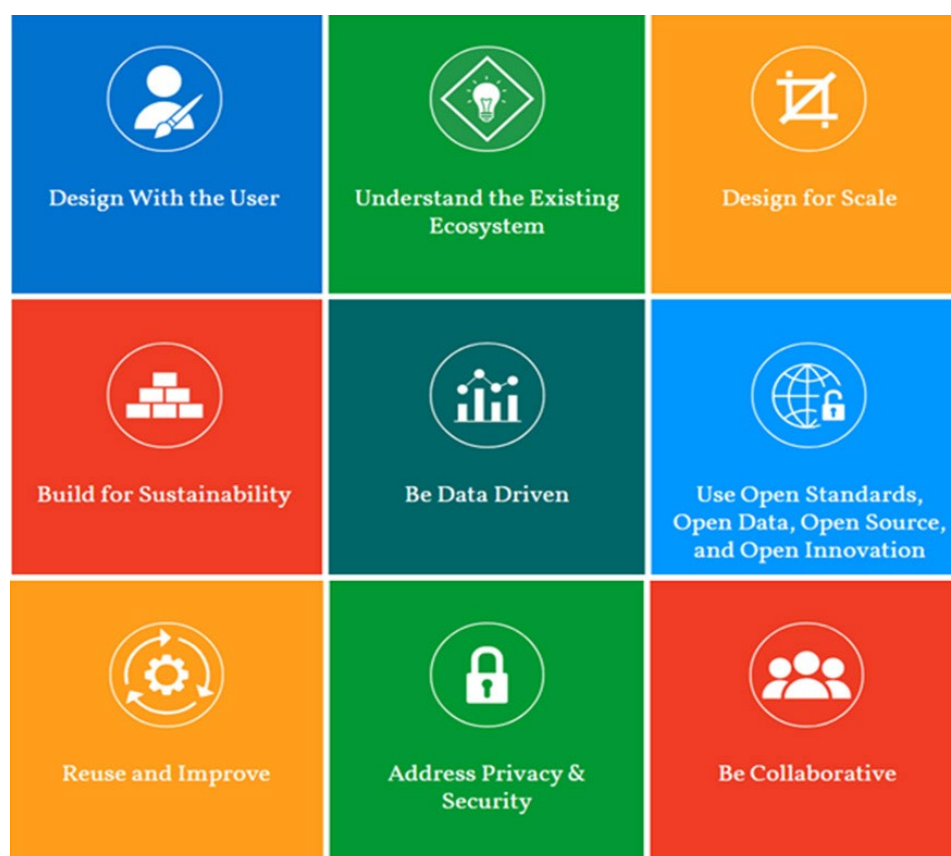 Design With the User
Understand the Existing
Ecosystem
Design for Scale
Build for Sustainability
Be Data Driven
Use Open Standards,
Open Data, Open Source,
and Open Innovation
Reuse and Improve
Address Privacy &
Security
Be Collaborative